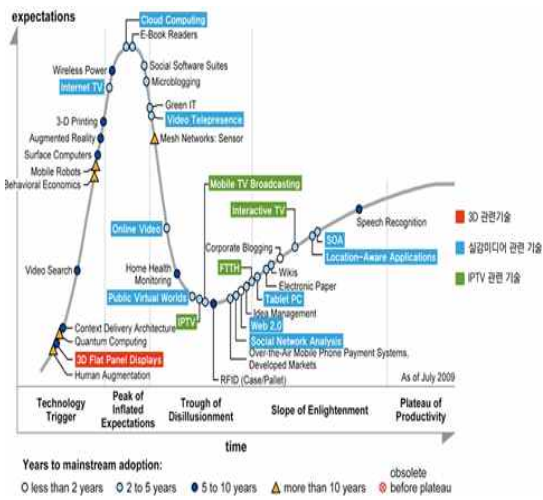 expectations
Cloud Computing
E-Book Readers
Wireless Power
Social Software Suites
Internet TV
Microblogging
Green IT
3-D Printing
Video Telepresence
Augmented Reality
Mesh Networks: Sensor
Surface Computers
Mobile Robots
Behavioral Economics
Mobile TV Broadcasting
Interactive TV
Speech Recognition
3D 관련기술
Online Video
SOA
실감미디어 관련 기술
Corporate Blogging
Location-Aware Applications
Video Search
Home Health
Monitoring
FTTH
Wikis
IPTV 관련 기술
Electronic Paper
Public Virtual Worlds
Tablet PC
Idea Management
IPTV
Web 2.0
Context Delivery Architecture
Quantum Computing
Social Network Analysis
3D Flat Panel Displays
Over-the-Air Mobile Phone Payment Systems,
Developed Markets
Human Augmentation
RFID (Case/Pallet)
As of July 2009
Technology
Trigger
Peak of
Inflated
Expectations
Trough of
Disillusionment
Slope of Enlightenment
Plateau of
Productivity
time
Years to mainstream adoption:
less than 2 years
2 to 5 years
5 to 10 years
more than 10 years
obsolete
before plateau